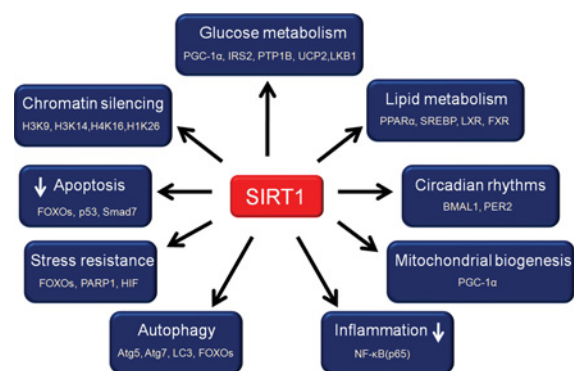 Glucose metabolism
PGC-1α, IRS2, PTP1B, UCP2,LKB1
Chromatin silencing
H3K9, H3K14,H4K16,H1K26
Lipid metabolism
PPARα, SREBP, LXR, FXR
Apoptosis
FOXOs, p53, Smad7
SIRT1
Circadian rhythms
BMAL1, PER2
Stress resistance
FOXOs, PARP1, HIF
Mitochondrial biogenesis
PGC-1α
Autophagy
Atg5, Atg7, LC3, FOXOs
Inflammation
NF-κB(p65)